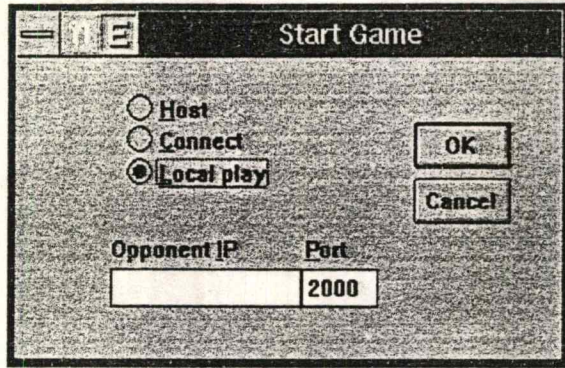 Start Game
Host
Connect
Local play
OK
Cancel
Opponent IP Port
2000